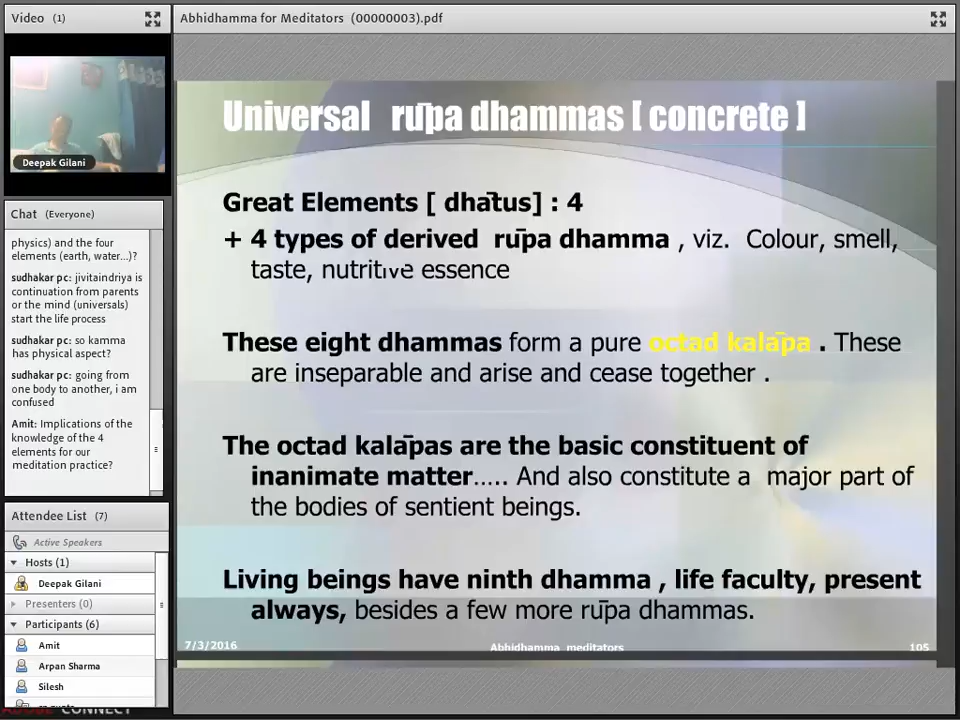 Video (1)
Deepak Gilani
Chat (Everyone)
physics) and the four
elements (earth, water...)?
sudhakar pc: jivitaindriya is
continuation from parents
or the mind (universals)
start the life process
sudhakar pc: so kamma
has physical aspect?
sudhakar pc: going from
one body to another, i am
confused
Amit: Implications of the
knowledge of the 4
elements for our
meditation practice?
Attendee List (7)
Active Speakers
Hosts (1)
Deepak Gilani
Presenters (0)
Participants (6)
Amit
Arpan Sharma
Silesh
CONNECT
Abhidhamma for Meditators (00000003).pdf
Universal rūpa dhammas [ concrete ]
Great Elements [ dhātus] : 4
+ 4 types of derived rūpa dhamma , viz. Colour, smell,
taste, nutritive essence
These eight dhammas form a pure octad kalāpa . These
are inseparable and arise and cease together .
The octad kalāpas are the basic constituent of
inanimate matter..... And also constitute a major part of
the bodies of sentient beings.
Living beings have ninth dhamma , life faculty, present
always, besides a few more rūpa dhammas.
7/3/2016
Abhidhamma meditators
105